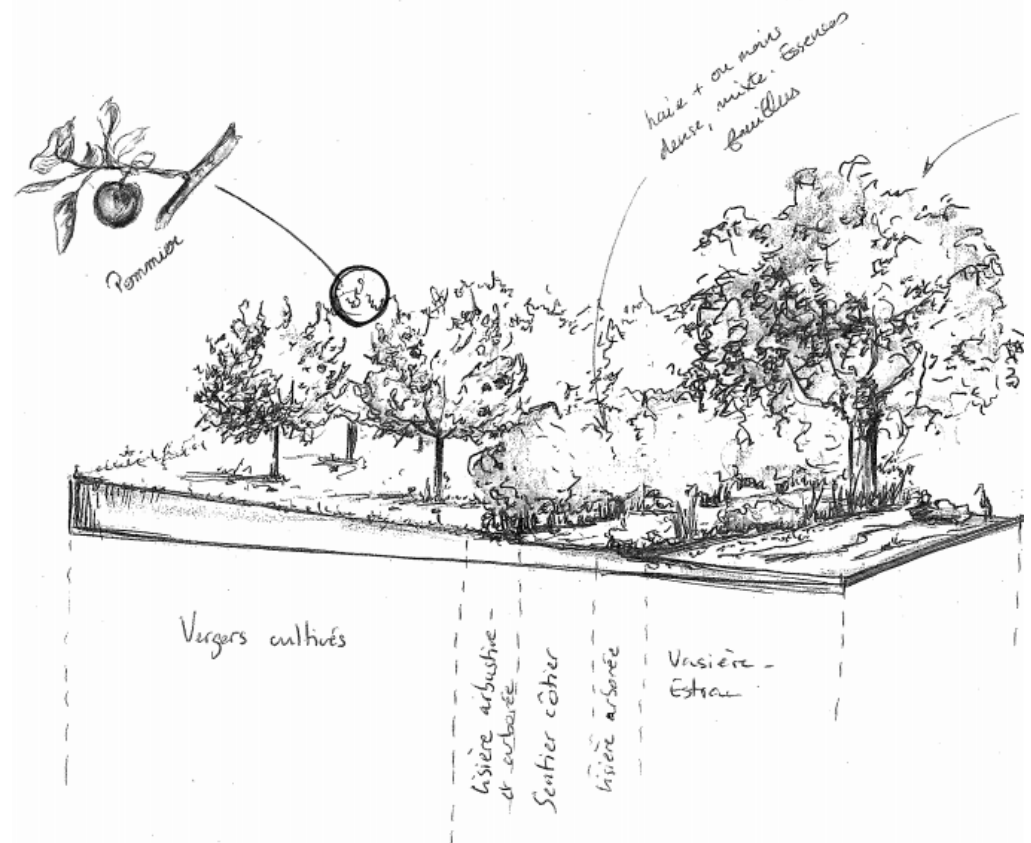 haie + ou moins
dense, mixte. Essences
feuillus
Pommier
Vergers cultivés
Lisière arbustive -
et arborée
Sentier côtier
Lisière arborée
Vasière -
Estran